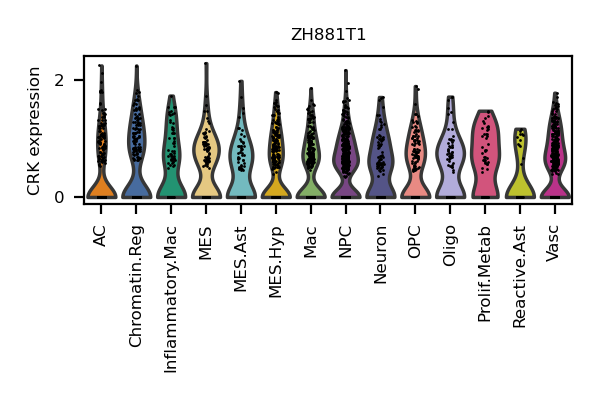 ZH881T1
CRK expression
2
0
AC
Chromatin.Reg
Inflammatory.Mac
MES
MES.Ast
MES.Hyp
Mac
NPC
Neuron
OPC
Oligo
Prolif.Metab
Reactive.Ast
Vasc